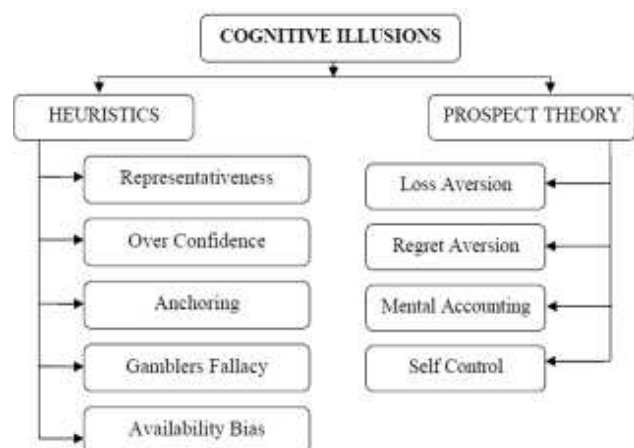 COGNITIVE ILLUSIONS
HEURISTICS
PROSPECT THEORY
Representativeness
Over Confidence
Anchoring
Gamblers Fallacy
Availability Bias
Loss Aversion
Regret Aversion
Mental Accounting
Self Control